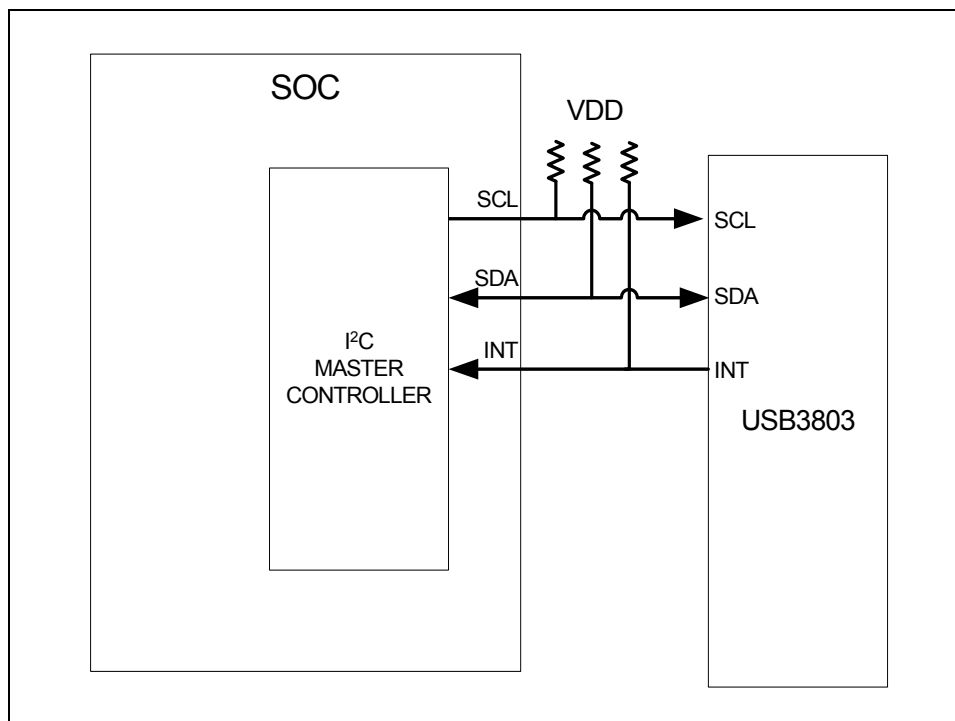 SOC
VDD
SCL
SCL
SDA
SDA
INT
INT
I²C
MASTER
CONTROLLER
USB3803